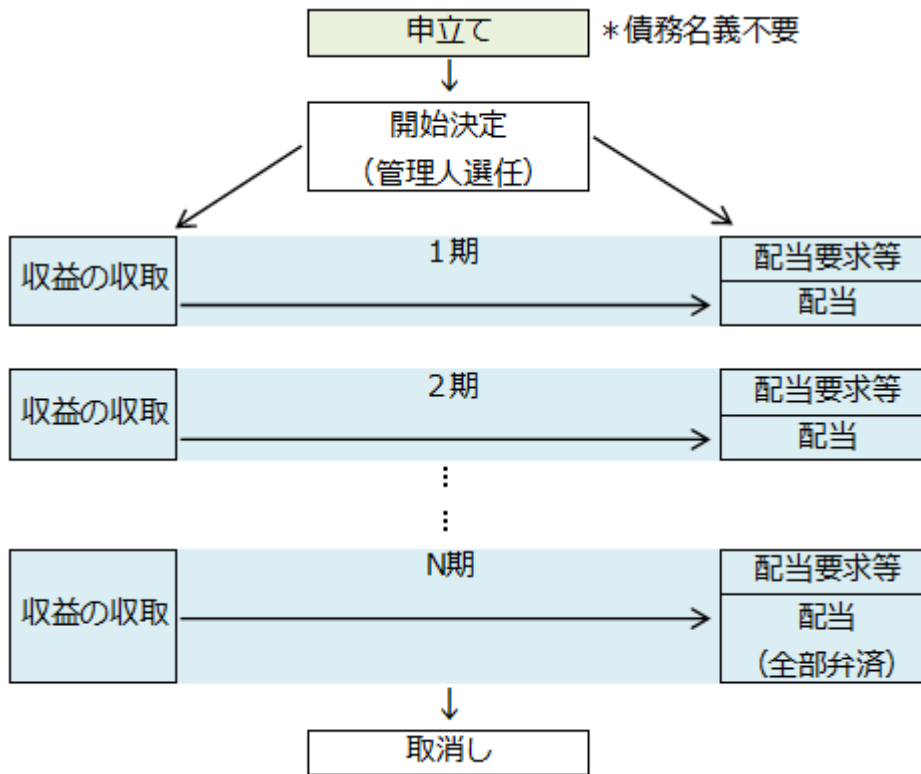 申立て
＊債務名義不要
開始決定
（管理人選任）
１期
収益の収取
配当要求等
配当
２期
収益の収取
配当要求等
配当
N期
収益の収取
配当要求等
配当
（全部弁済）
取消し